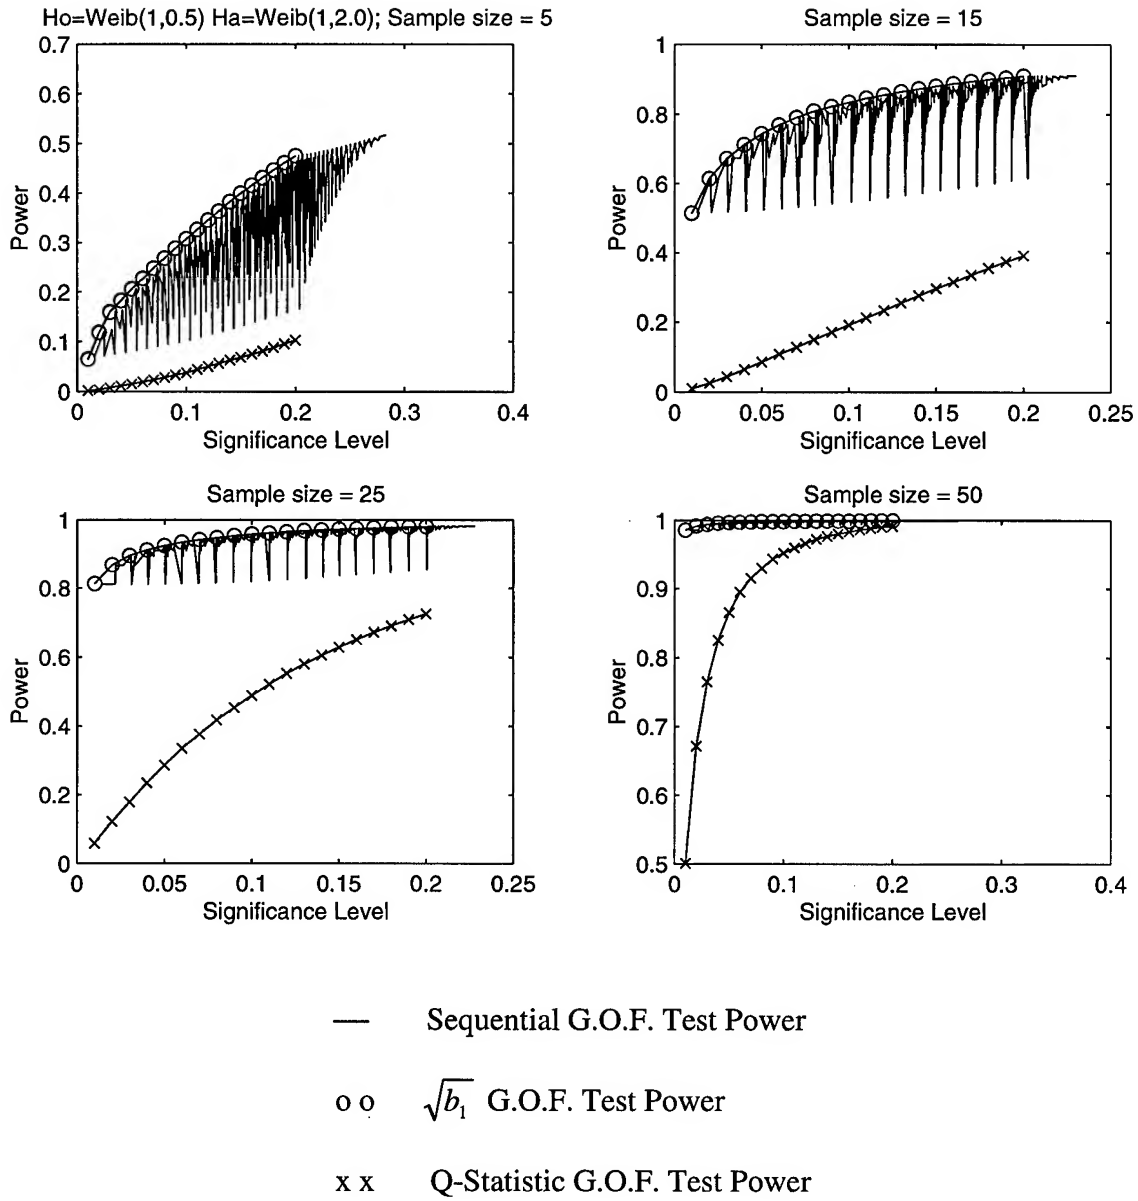 Ho=Weib(1,0.5) Ha=Weib(1,2.0); Sample size = 5
0.7
0.6
0.5
0.4
0.3
0.2
0.1
0
Power
0 0.1 0.2 0.3 0.4
Significance Level
Sample size = 15
1
0.8
0.6
0.4
0.2
0
Power
0 0.05 0.1 0.15 0.2 0.25
Significance Level
Sample size = 25
1
0.8
0.6
0.4
0.2
0
Power
0 0.05 0.1 0.15 0.2 0.25
Significance Level
Sample size = 50
1
0.9
0.8
0.7
0.6
0.5
Power
0 0.1 0.2 0.3 0.4
Significance Level
— Sequential G.O.F. Test Power
o o √b₁ G.O.F. Test Power
x x Q-Statistic G.O.F. Test Power